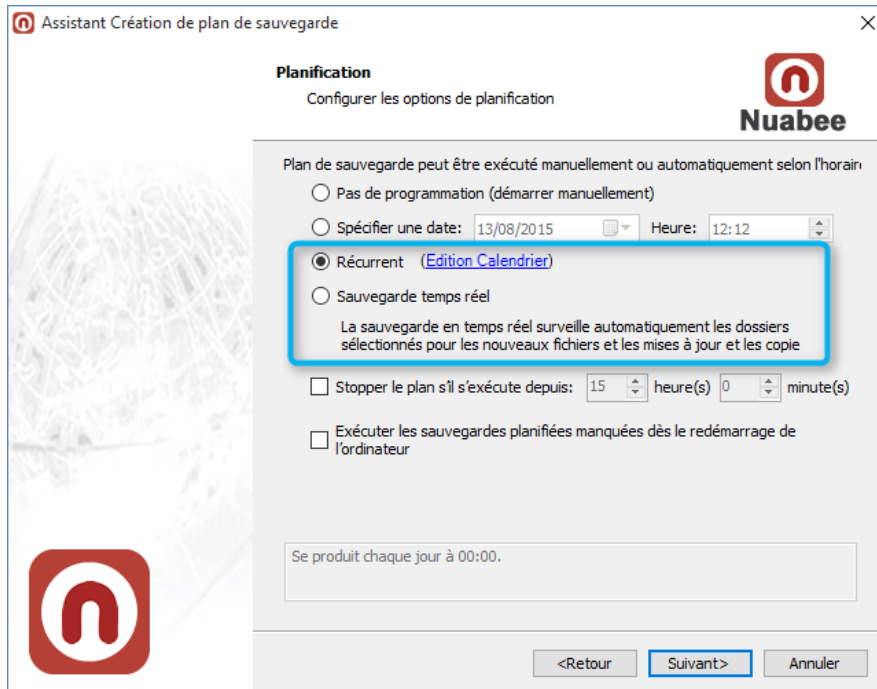 Assistant Création de plan de sauvegarde
Planification
Configurer les options de planification
Nuabee
Plan de sauvegarde peut être exécuté manuellement ou automatiquement selon l'horair
Pas de programmation (démarrer manuellement)
Spécifier une date: 13/08/2015 Heure: 12:12
Récurrent (Edition Calendrier)
Sauvegarde temps réel
La sauvegarde en temps réel surveille automatiquement les dossiers
sélectionnés pour les nouveaux fichiers et les mises à jour et les copie
Stopper le plan s'il s'exécute depuis: 15 heure(s) 0 minute(s)
Exécuter les sauvegardes planifiées manquées dès le redémarrage de
l'ordinateur
Se produit chaque jour à 00:00.
<Retour Suivant> Annuler